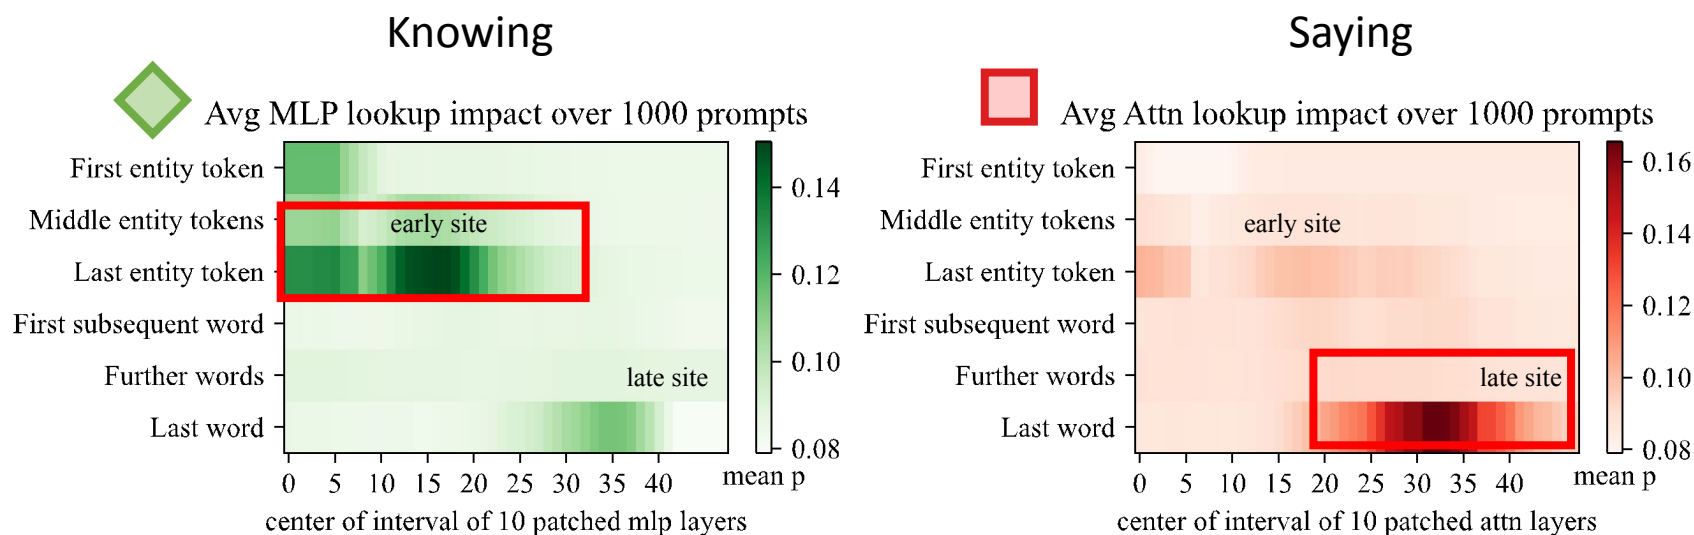 Knowing
Avg MLP lookup impact over 1000 prompts
First entity token
Middle entity tokens
Last entity token
First subsequent word
Further words
Last word
early site
late site
0 5 10 15 20 25 30 35 40
center of interval of 10 patched mlp layers
0.14
0.12
0.10
0.08
mean p
Saying
Avg Attn lookup impact over 1000 prompts
First entity token
Middle entity tokens
Last entity token
First subsequent word
Further words
Last word
early site
late site
0 5 10 15 20 25 30 35 40
center of interval of 10 patched attn layers
0.16
0.14
0.12
0.10
0.08
mean p